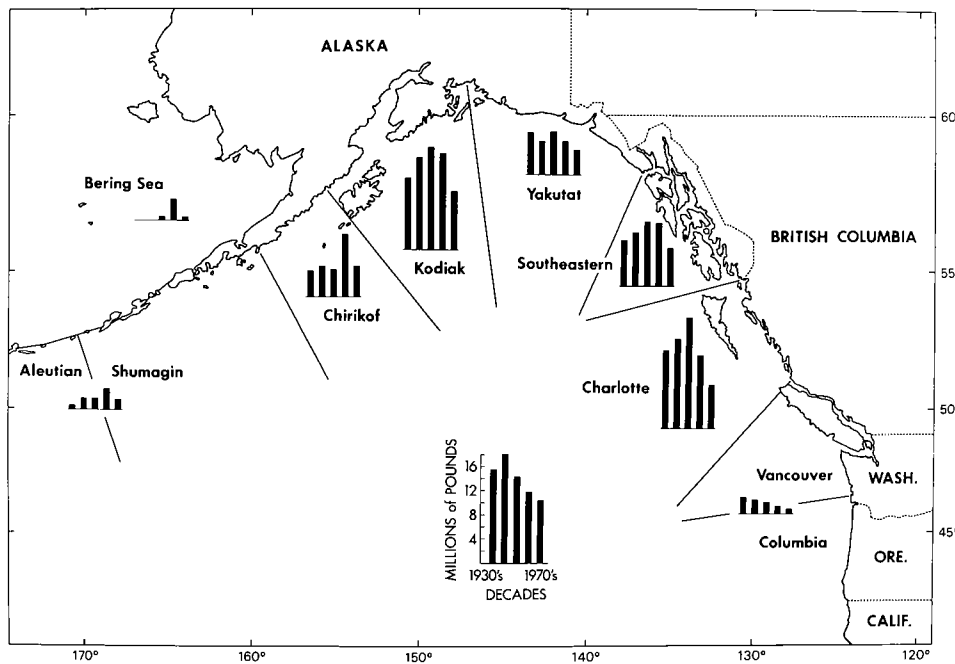 ALASKA
60
Bering Sea
Yakutat
BRITISH COLUMBIA
Kodiak
Southeastern
55
Chirikof
Aleutian Shumagin
Charlotte
50
MILLIONS of POUNDS
16
12
8
4
1930's 1970's
DECADES
Vancouver
WASH.
45°
Columbia
ORE.
CALIF.
170° 160° 150° 140° 130° 120°